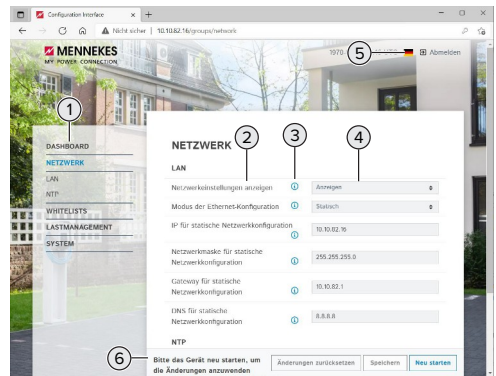 Configuration Interface
Nicht sicher | 10.10.82.16/groups/network
MENNEKES
MY POWER CONNECTION
1970
5
Abmelden
1
2
3
4
DASHBOARD
NETZWERK
LAN
NTP
WHITELISTS
LASTMANAGEMENT
SYSTEM
NETZWERK
LAN
Netzwerkeinstellungen anzeigen
Anzeigen
Modus der Ethernet-Konfiguration
Statisch
IP für statische Netzwerkkonfiguration
10.10.82.16
Netzwerkmaske für statische
Netzwerkkonfiguration
255.255.255.0
Gateway für statische
Netzwerkkonfiguration
10.10.82.1
DNS für statische
Netzwerkkonfiguration
8.8.8.8
NTP
6
Bitte das Gerät neu starten, um
die Änderungen anzuwenden
Änderungen zurücksetzen
Speichern
Neu starten